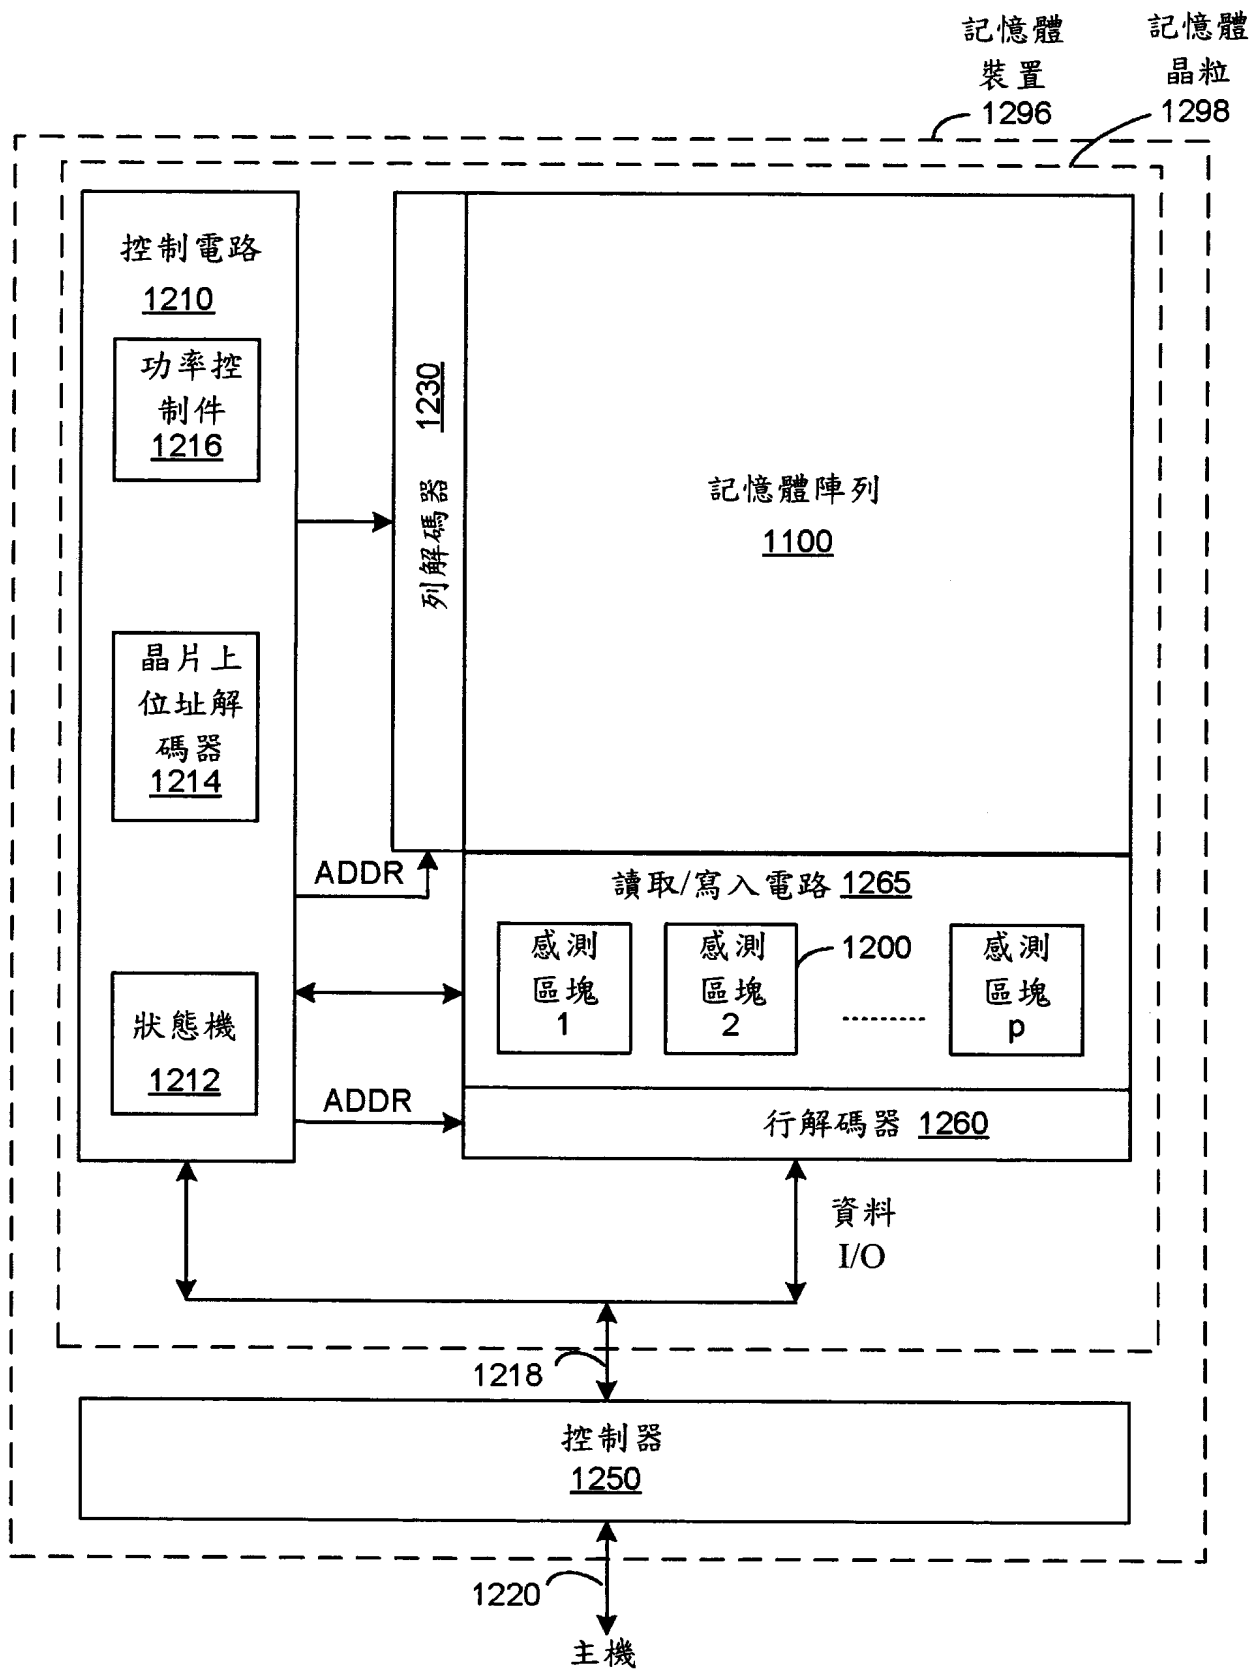 記憶體
裝置
1296
記憶體
晶粒
1298
控制電路
1210
功率控
制件
1216
晶片上
位址解
碼器
1214
狀態機
1212
列解碼器 1230
記憶體陣列
1100
ADDR
讀取/寫入電路 1265
感測
區塊
1
感測
區塊
2
1200
........
感測
區塊
p
ADDR
行解碼器 1260
資料
I/O
1218
控制器
1250
1220
主機